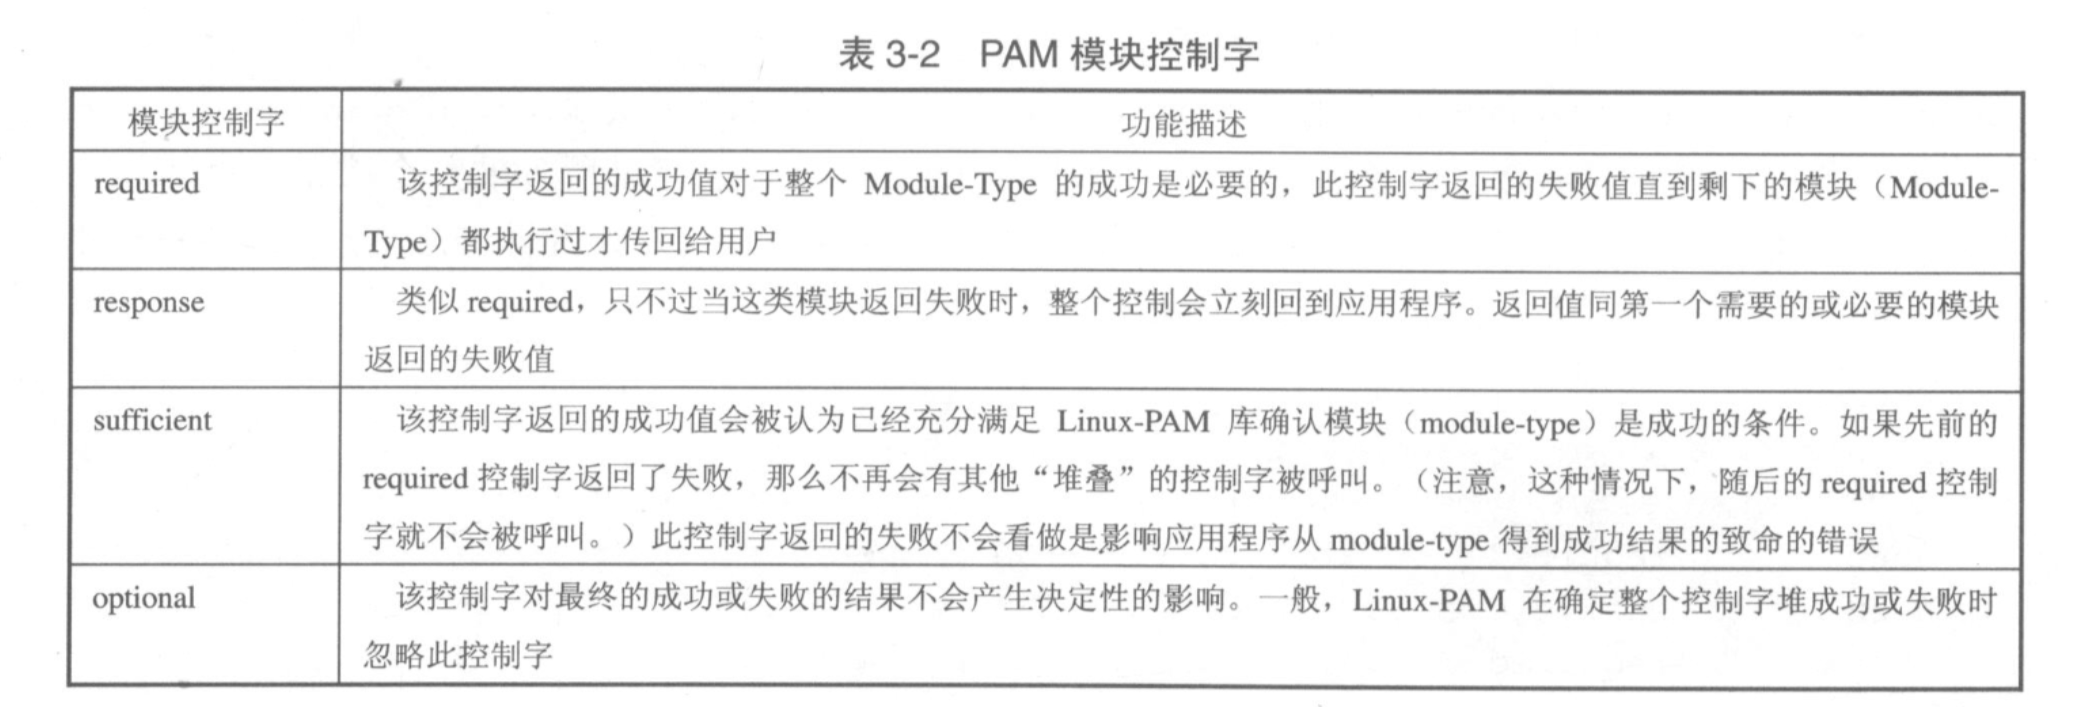 表 3-2 PAM 模块控制字
模块控制字 功能描述
required 该控制字返回的成功值对于整个 Module-Type 的成功是必要的，此控制字返回的失败值直到剩下的模块（Module-
Type）都执行过才传回给用户
response 类似 required，只不过当这类模块返回失败时，整个控制会立刻回到应用程序。返回值同第一个需要的或必要的模块
返回的失败值
sufficient 该控制字返回的成功值会被认为已经充分满足 Linux-PAM 库确认模块（module-type）是成功的条件。如果先前的
required 控制字返回了失败，那么不再会有其他“堆叠”的控制字被呼叫。（注意，这种情况下，随后的 required 控制
字就不会被呼叫。）此控制字返回的失败不会看做是影响应用程序从 module-type 得到成功结果的致命的错误
optional 该控制字对最终的成功或失败的结果不会产生决定性的影响。一般，Linux-PAM 在确定整个控制字堆成功或失败时
忽略此控制字